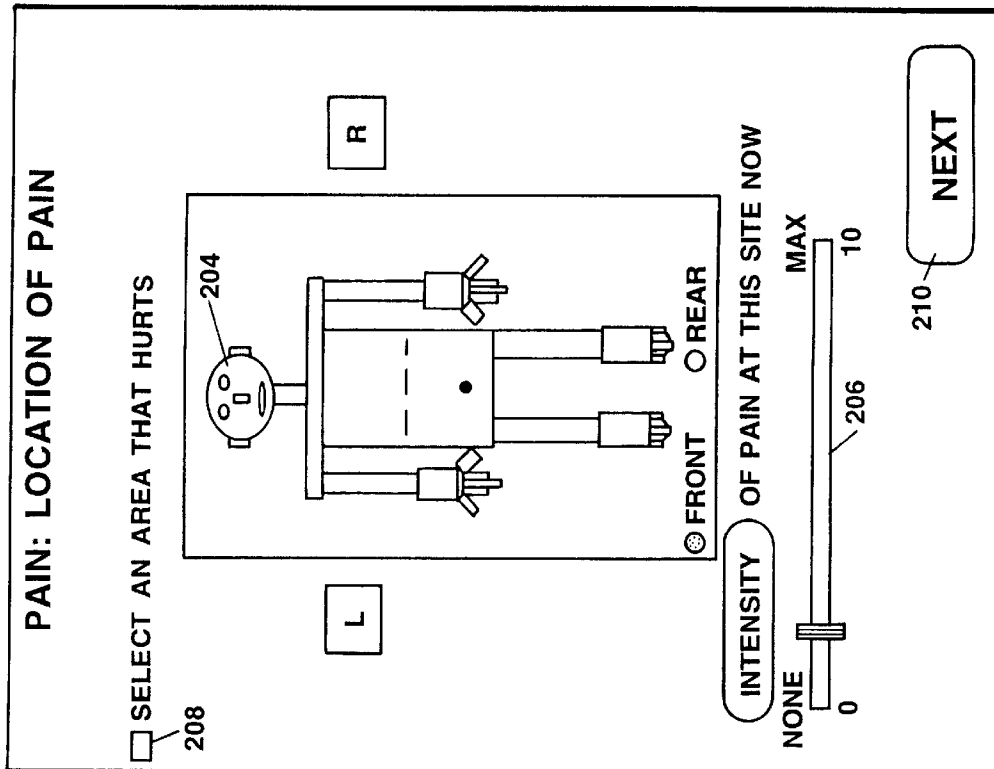 PAIN: LOCATION OF PAIN
SELECT AN AREA THAT HURTS
208
204
L
R
FRONT REAR
INTENSITY OF PAIN AT THIS SITE NOW
NONE MAX
0 10
206
210
NEXT